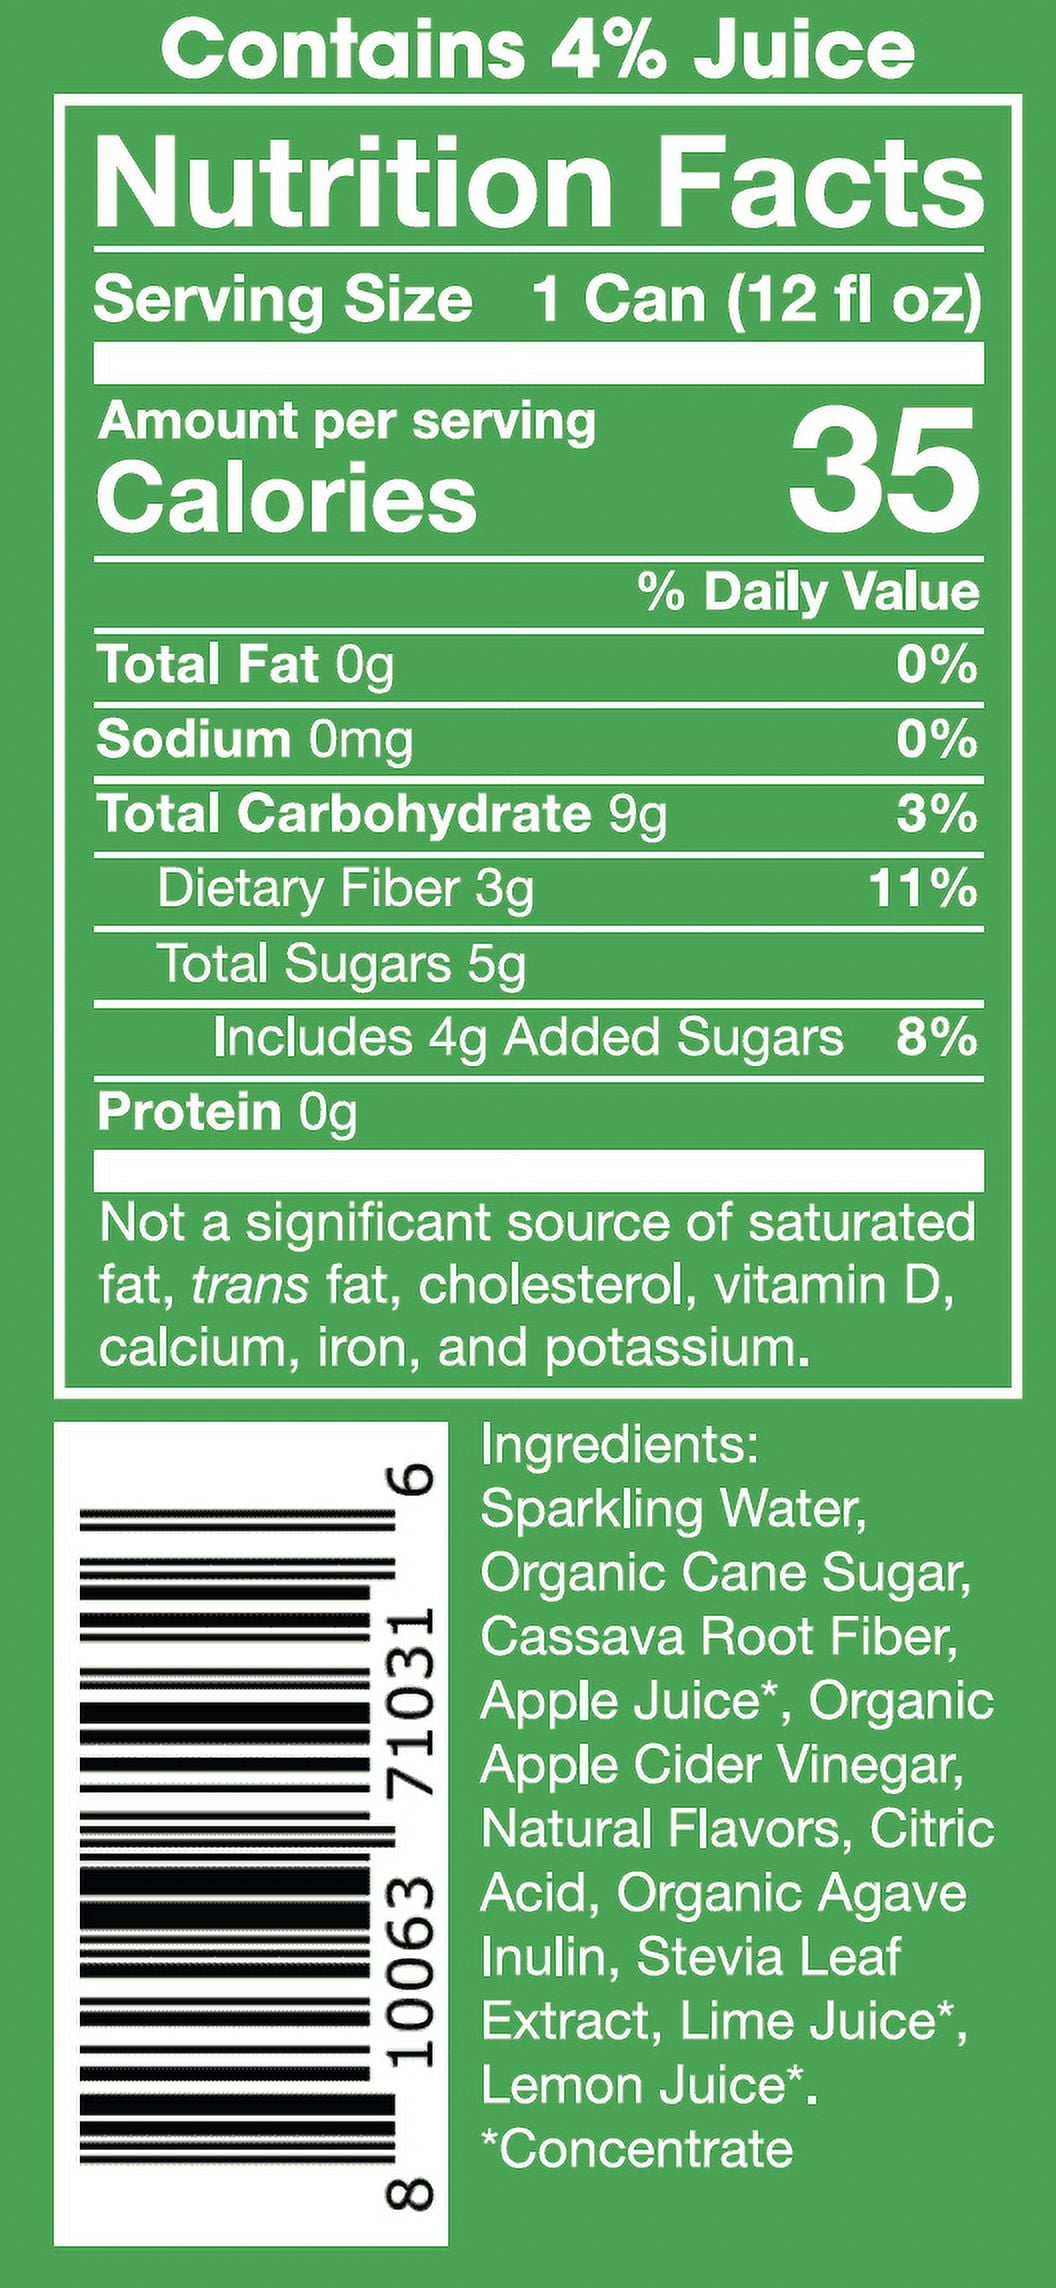 Contains 4% Juice
Nutrition Facts
Serving Size 1 Can (12 fl oz)
Amount per serving
Calories 35
% Daily Value
Total Fat 0g 0%
Sodium 0mg 0%
Total Carbohydrate 9g 3%
Dietary Fiber 3g 11%
Total Sugars 5g
Includes 4g Added Sugars 8%
Protein 0g
Not a significant source of saturated
fat, trans fat, cholesterol, vitamin D,
calcium, iron, and potassium.
8 10063 71031 6
Ingredients:
Sparkling Water,
Organic Cane Sugar,
Cassava Root Fiber,
Apple Juice*, Organic
Apple Cider Vinegar,
Natural Flavors, Citric
Acid, Organic Agave
Inulin, Stevia Leaf
Extract, Lime Juice*,
Lemon Juice*.
*Concentrate